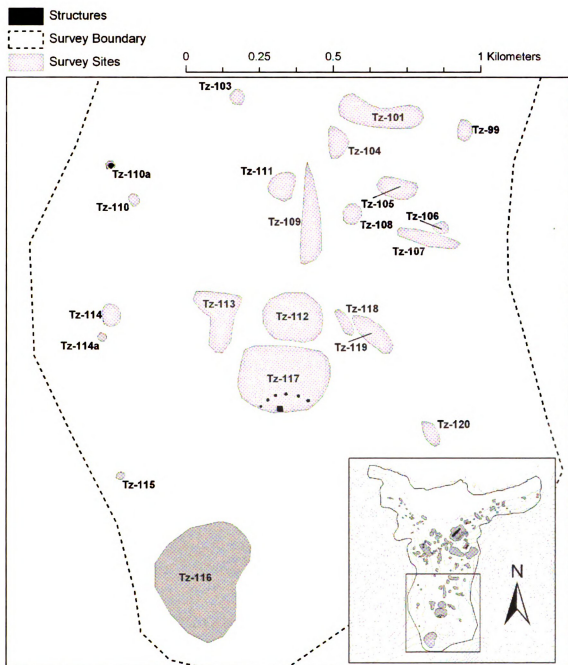 Structures
Survey Boundary
Survey Sites
0 0.25 0.5 1 Kilometers
Tz-103
Tz-101
Tz-99
Tz-104
Tz-110a
Tz-111
Tz-105
Tz-110
Tz-109
Tz-108
Tz-106
Tz-107
Tz-113
Tz-112
Tz-118
Tz-114
Tz-114a
Tz-119
Tz-117
Tz-120
Tz-115
Tz-116
N